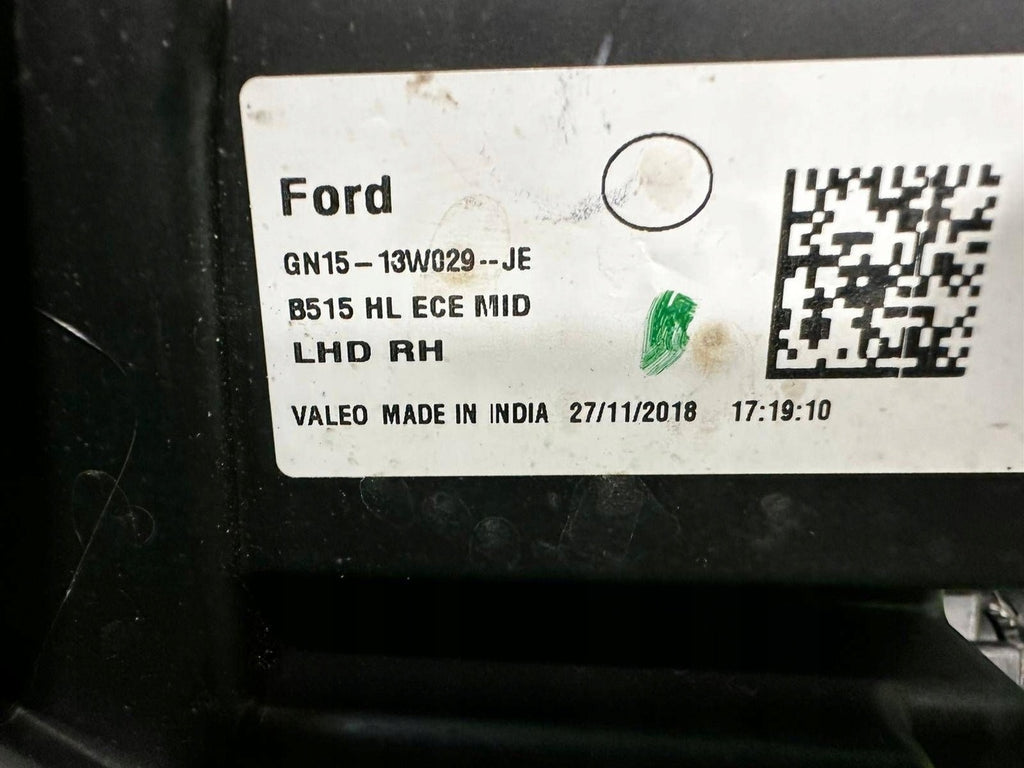 Ford
GN15-13W029--JE
B515 HL ECE MID
LHD RH
VALEO MADE IN INDIA 27/11/2018 17:19:10